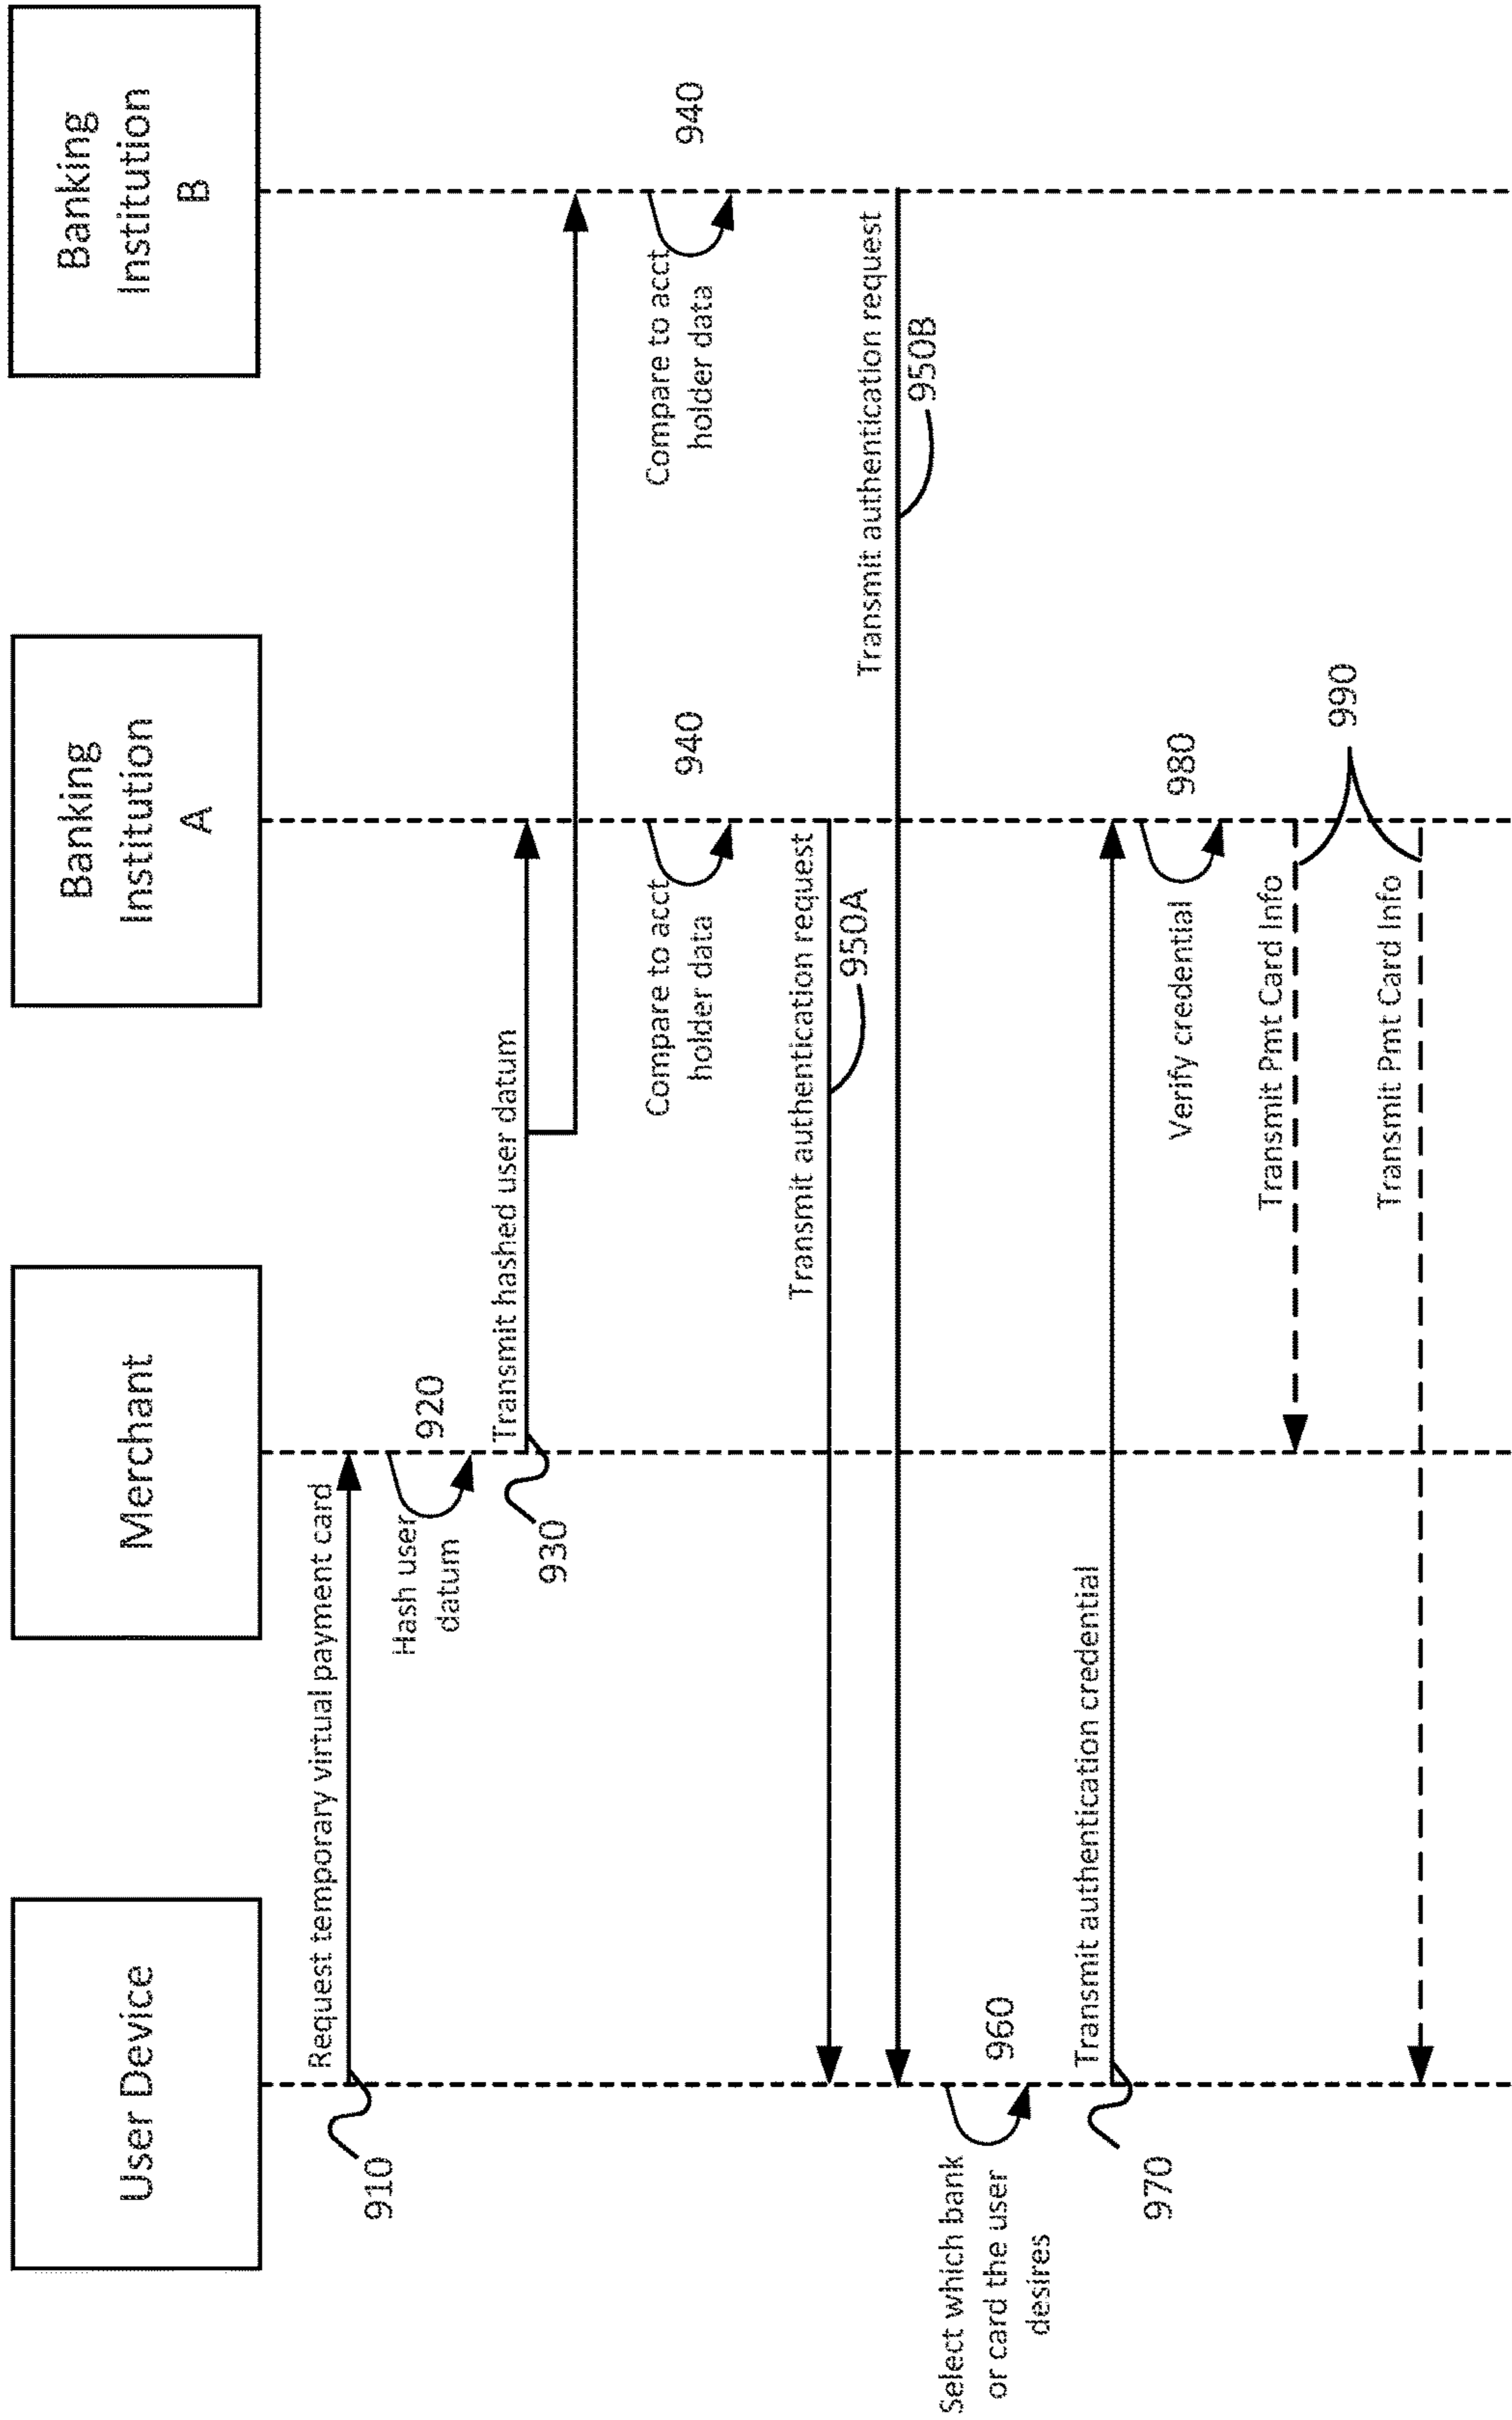 User Device
Merchant
Banking
Institution
A
Banking
Institution
B
Request temporary virtual payment card
910
Hash user
datum
920
Transmit hashed user datum
930
Compare to acct
holder data
940
Compare to acct
holder data
940
Transmit authentication request
950A
Transmit authentication request
950B
Select which bank
or card the user
desires
960
Transmit authentication credential
970
Verify credential
980
Transmit Pmt Card Info
990
Transmit Pmt Card Info